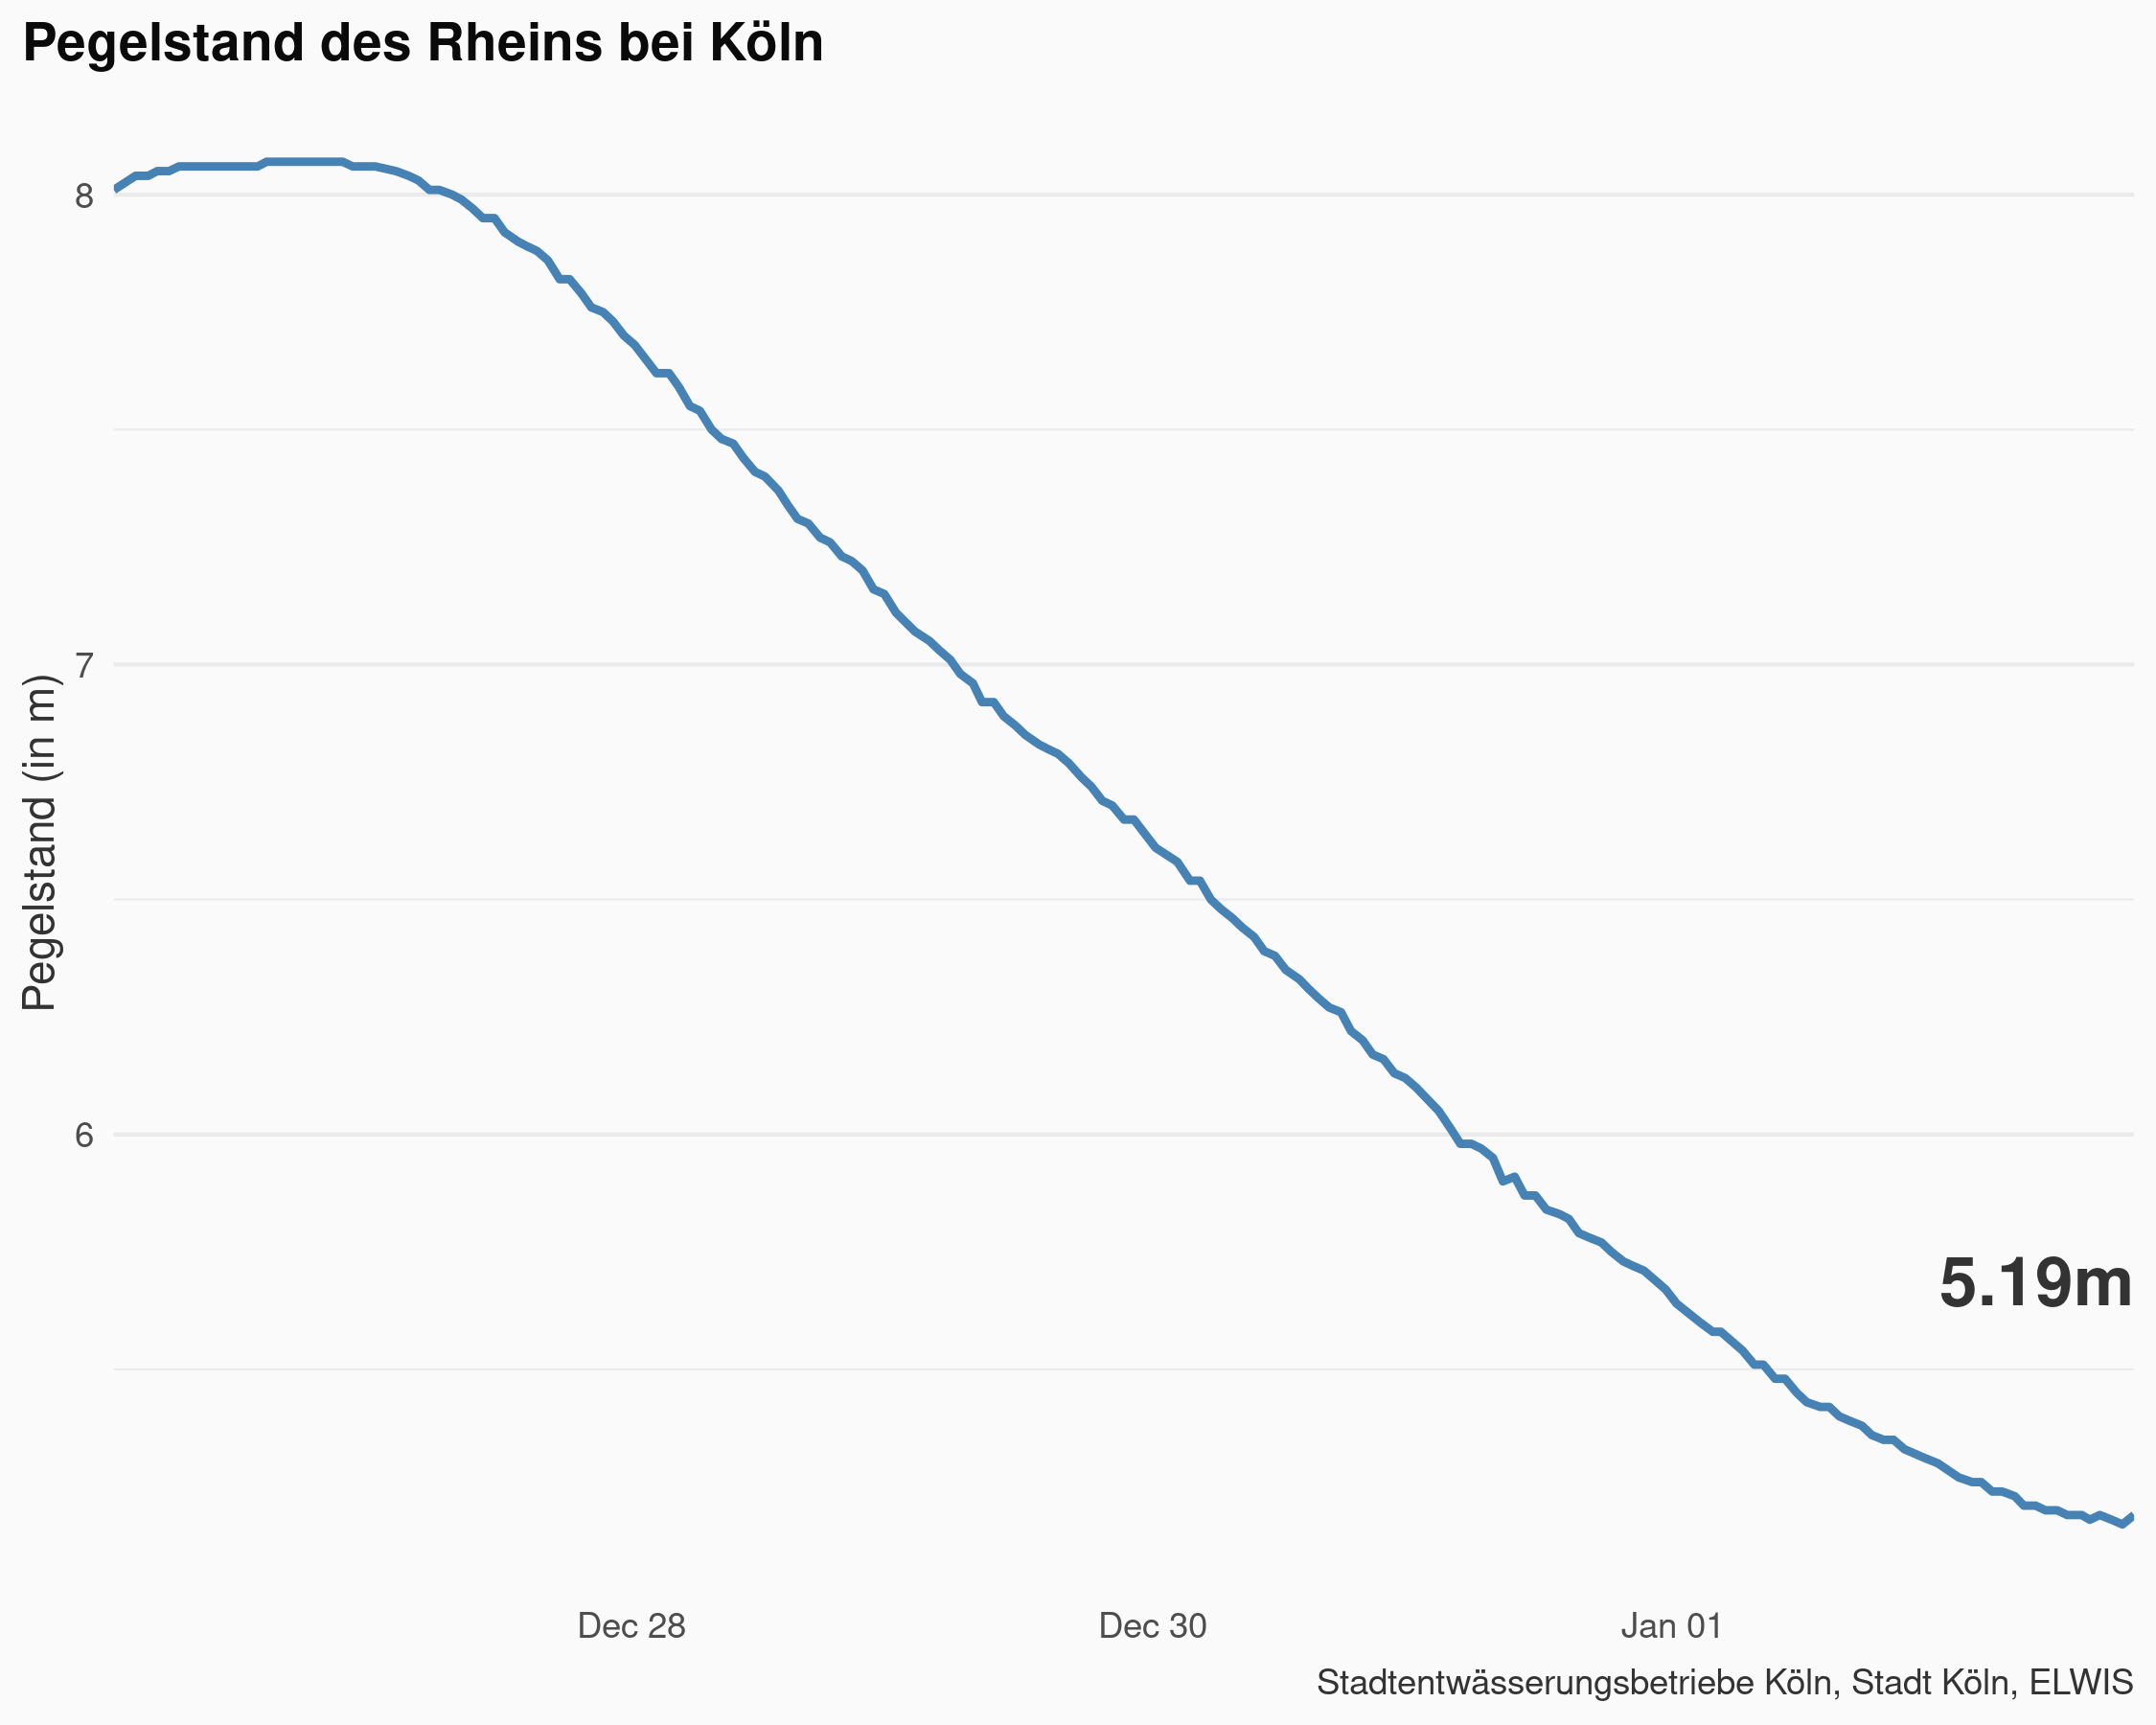 Pegelstand des Rheins bei Köln
8
7
6
Pegelstand (in m)
5.19m
Dec 28
Dec 30
Jan 01
Stadtentwässerungsbetriebe Köln, Stadt Köln, ELWIS